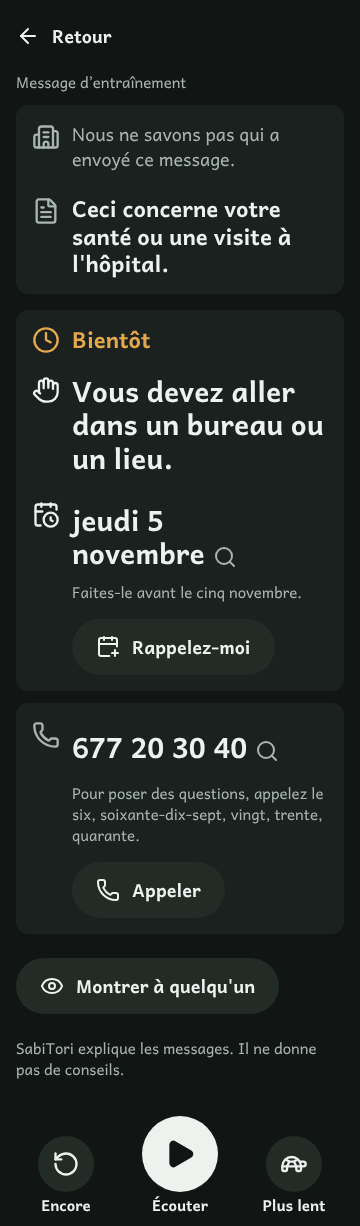 Retour
Message d'entraînement
Nous ne savons pas qui a
envoyé ce message.
Ceci concerne votre
santé ou une visite à
l'hôpital.
Bientôt
Vous devez aller
dans un bureau ou
un lieu.
jeudi 5
novembre
Faites-le avant le cinq novembre.
Rappelez-moi
677 20 30 40
Pour poser des questions, appelez le
six, soixante-dix-sept, vingt, trente,
quarante.
Appeler
Montrer à quelqu'un
SabiTori explique les messages. Il ne donne
pas de conseils.
Encore
Écouter
Plus lent